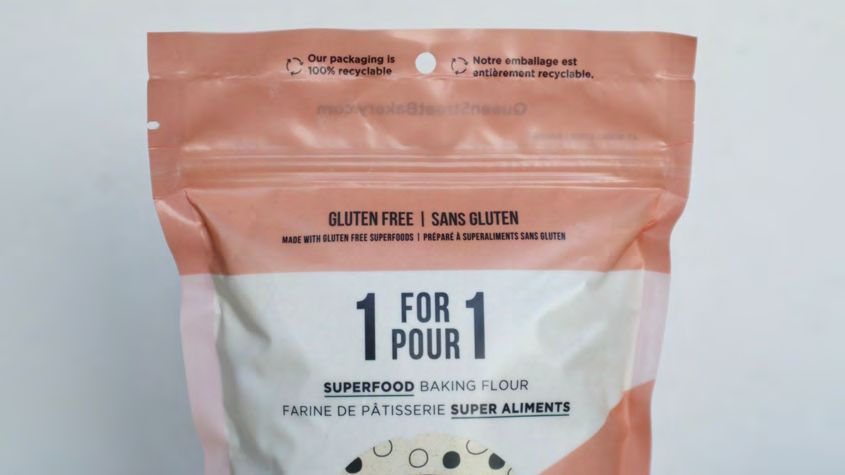 Our packaging is
100% recyclable
Notre emballage est
entièrement recyclable.
QueenStreetBakery.com
GLUTEN FREE | SANS GLUTEN
MADE WITH GLUTEN FREE SUPERFOODS | PRÉPARÉ À SUPERALIMENTS SANS GLUTEN
1 FOR 1
POUR
SUPERFOOD BAKING FLOUR
FARINE DE PÂTISSERIE SUPER ALIMENTS